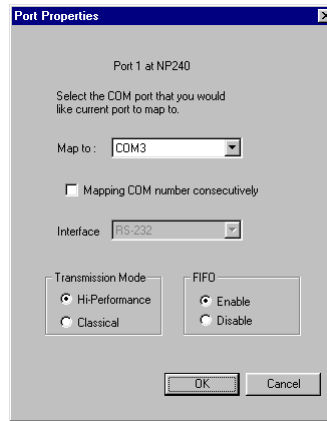 Port Properties
Port 1 at NP240
Select the COM port that you would
like current port to map to.
Map to : COM3
Mapping COM number consecutively
Interface RS-232
Transmission Mode
Hi-Performance
Classical
FIFO
Enable
Disable
OK Cancel